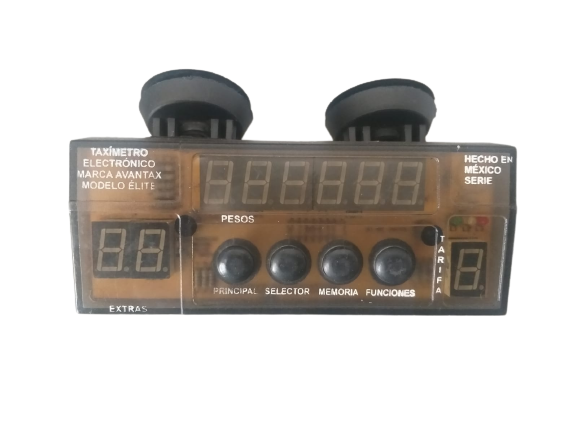 TAXÍMETRO
ELECTRÓNICO
MARCA AVANTAX
MODELO ÉLITE
HECHO EN
MÉXICO
SERIE
PESOS
EXTRAS
PRINCIPAL SELECTOR MEMORIA FUNCIONES
TARIFA